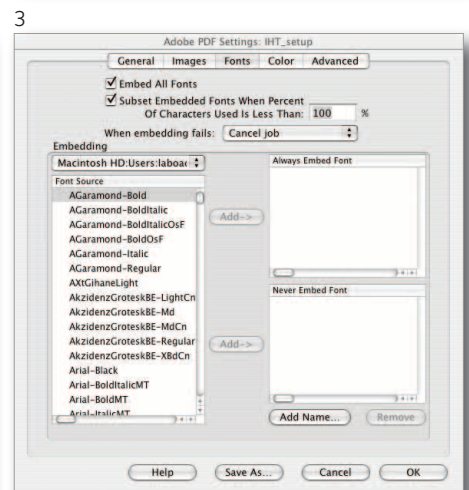 3
Adobe PDF Settings: IHT_setup
General Images Fonts Color Advanced
Embed All Fonts
Subset Embedded Fonts When Percent
Of Characters Used Is Less Than: 100 %
When embedding fails: Cancel job
Embedding
Macintosh HD:Users:laboa
Font Source
AGaramond-Bold
AGaramond-BoldItalic
AGaramond-BoldItalicOsF
AGaramond-BoldOsF
AGaramond-Italic
AGaramond-Regular
AXtGihaneLight
AkzidenzGroteskBE-LightCn
AkzidenzGroteskBE-Md
AkzidenzGroteskBE-MdCn
AkzidenzGroteskBE-Regular
AkzidenzGroteskBE-XBdCn
Arial-Black
Arial-BoldItalicMT
Arial-BoldMT
Arial-ItalicMT
Add->
Add->
Always Embed Font
Never Embed Font
Add Name... Remove
Help Save As... Cancel OK